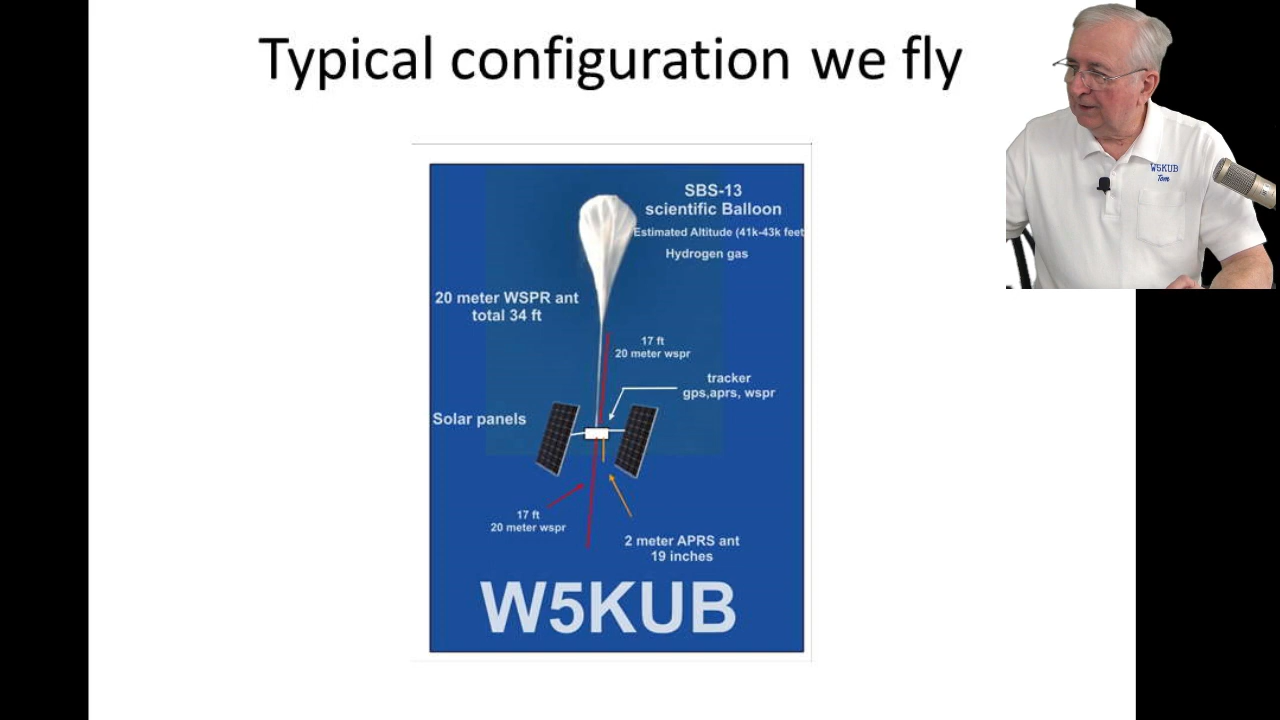 Typical configuration we fly
SBS-13
scientific Balloon
Estimated Altitude (41k-43k feet
Hydrogen gas
20 meter WSPR ant
total 34 ft
17 ft
20 meter wspr
tracker
gps,aprs, wspr
Solar panels
17 ft
20 meter wspr
2 meter APRS ant
19 inches
W5KUB
W5KUB
Tom